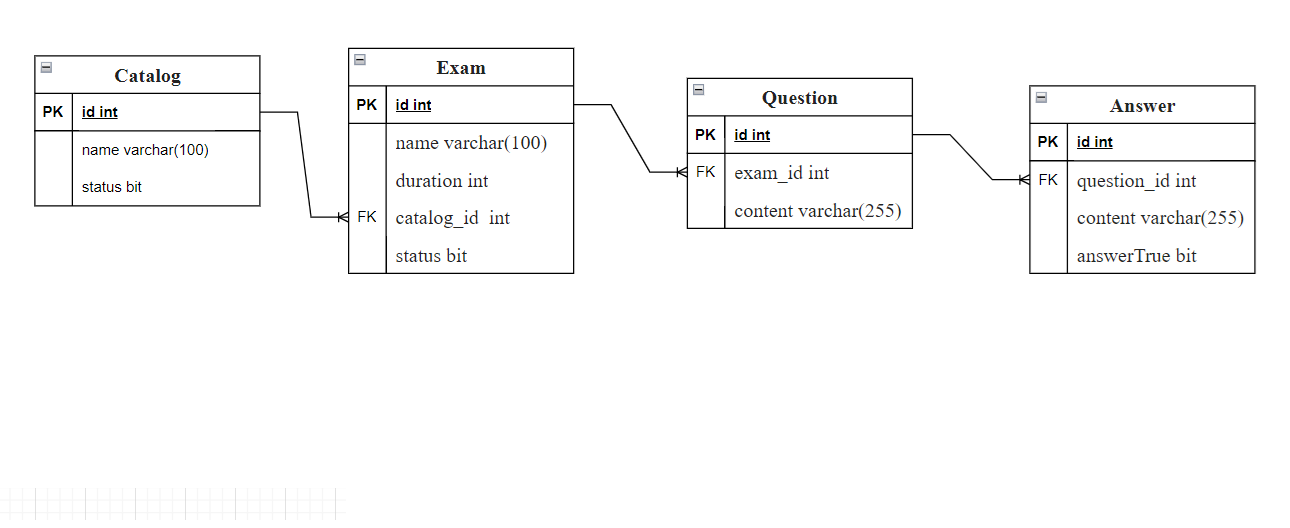 Catalog
PK id int
name varchar(100)
status bit
Exam
PK id int
name varchar(100)
duration int
FK catalog_id int
status bit
Question
PK id int
FK exam_id int
content varchar(255)
Answer
PK id int
FK question_id int
content varchar(255)
answerTrue bit